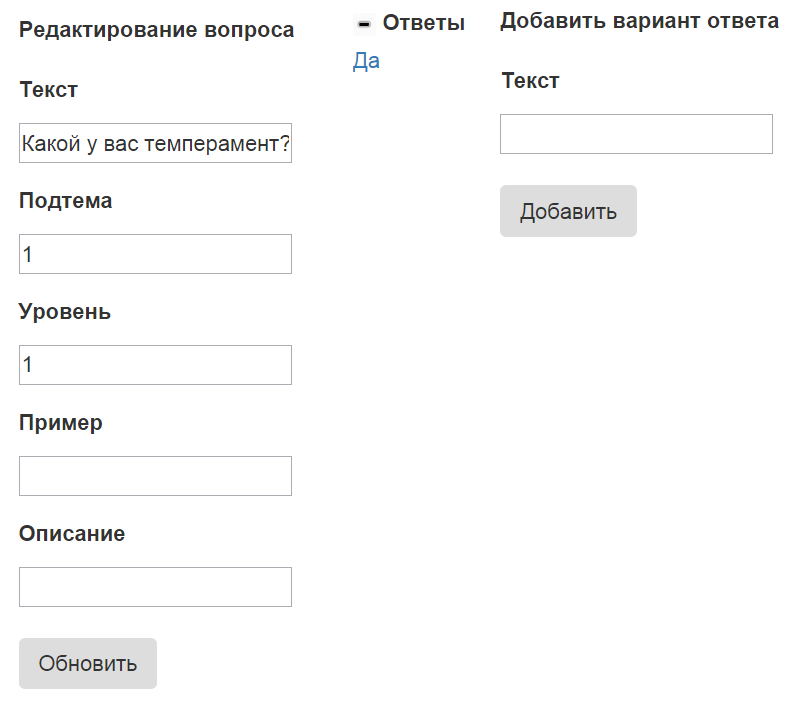 Редактирование вопроса
Текст
Какой у вас темперамент?
Подтема
1
Уровень
1
Пример
Описание
Обновить
Ответы
Да
Добавить вариант ответа
Текст
Добавить